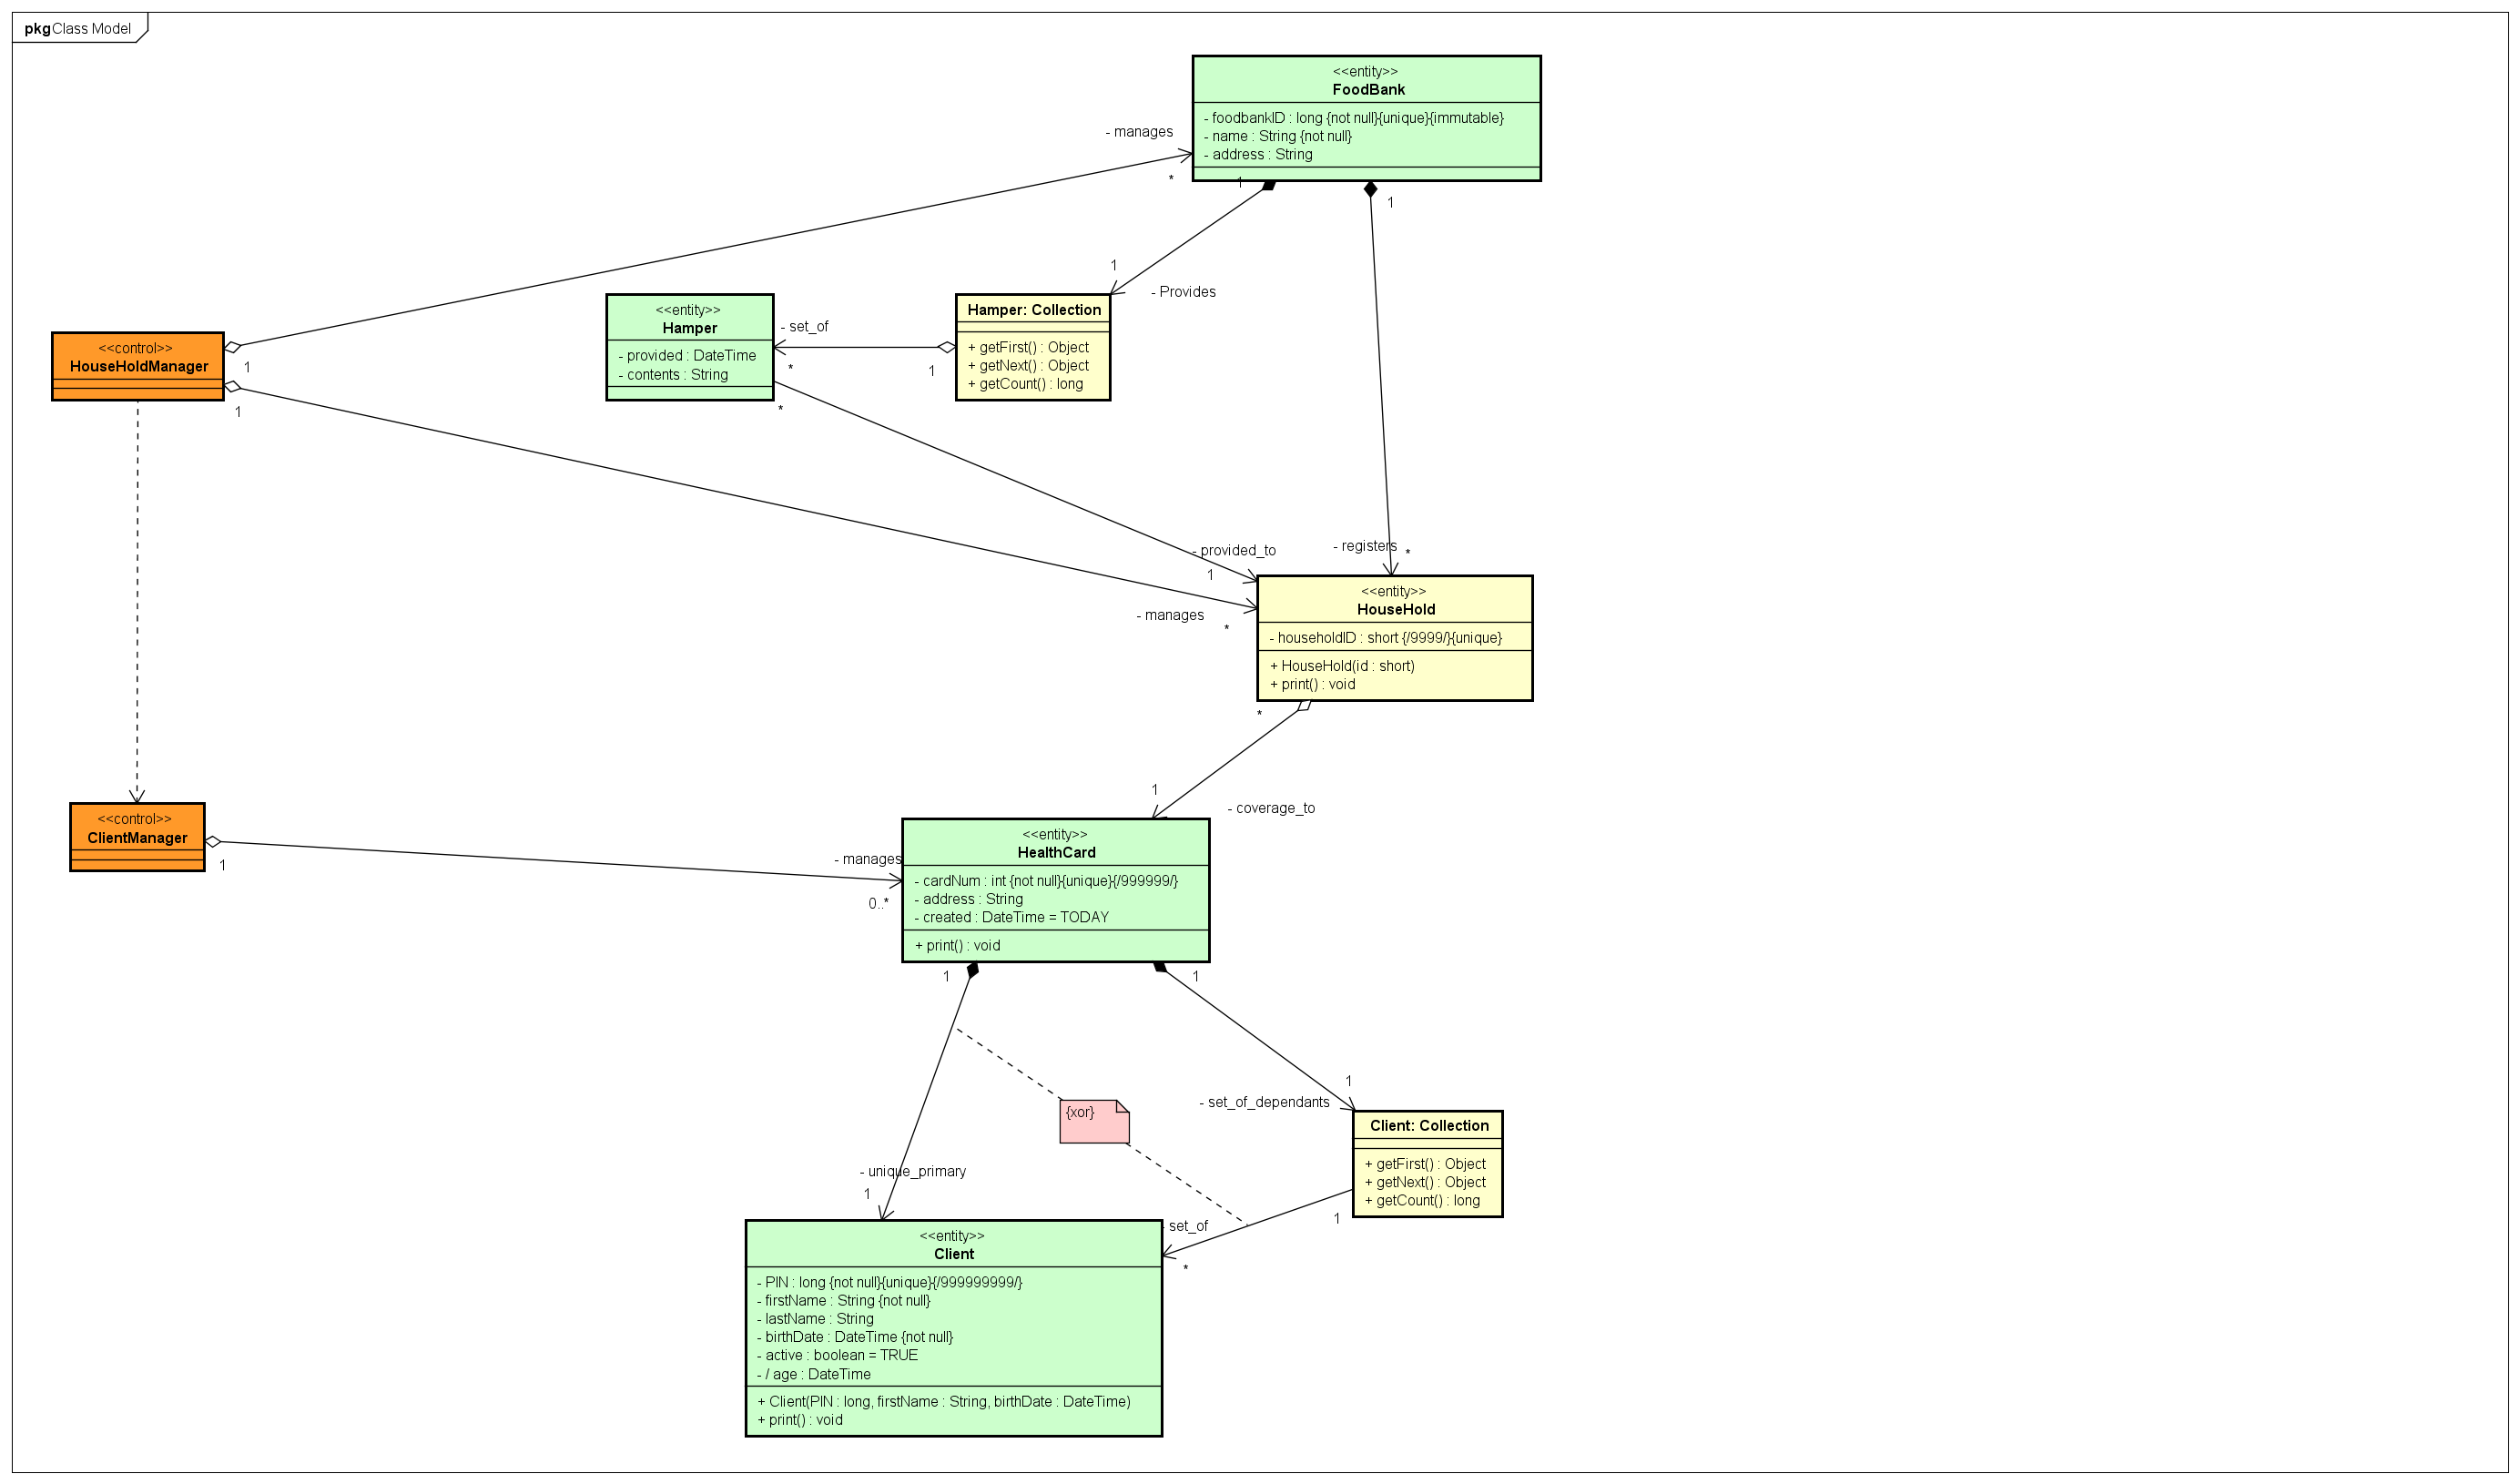 pkg Class Model
<<entity>>
FoodBank
- foodbankID : long {not null}{unique}{immutable}
- name : String {not null}
- address : String
- manages
*
1
1
1
- Provides
<<entity>>
Hamper
- provided : DateTime
- contents : String
- set_of
*
1
*
Hamper: Collection
+ getFirst() : Object
+ getNext() : Object
+ getCount() : long
<<control>>
HouseHoldManager
1
1
- provided_to
1
- registers
*
- manages
*
<<entity>>
HouseHold
- householdID : short {/9999/}{unique}
+ HouseHold(id : short)
+ print() : void
*
1
- coverage_to
<<control>>
ClientManager
1
- manages
0..*
<<entity>>
HealthCard
- cardNum : int {not null}{unique}{/999999/}
- address : String
- created : DateTime = TODAY
+ print() : void
1
1
{xor}
1
- set_of_dependants
Client: Collection
+ getFirst() : Object
+ getNext() : Object
+ getCount() : long
- unique_primary
1
- set_of
1
*
<<entity>>
Client
- PIN : long {not null}{unique}{/999999999/}
- firstName : String {not null}
- lastName : String
- birthDate : DateTime {not null}
- active : boolean = TRUE
- / age : DateTime
+ Client(PIN : long, firstName : String, birthDate : DateTime)
+ print() : void